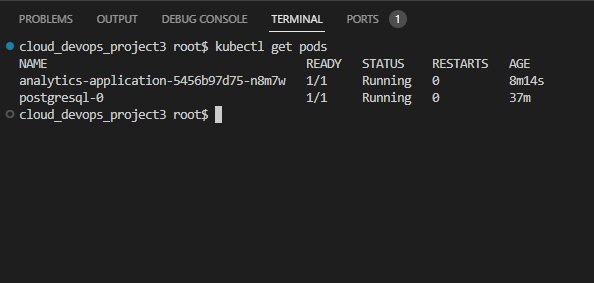 PROBLEMS OUTPUT DEBUG CONSOLE TERMINAL PORTS 1
cloud_devops_project3 root$ kubectl get pods
NAME READY STATUS RESTARTS AGE
analytics-application-5456b97d75-n8m7w 1/1 Running 0 8m14s
postgresql-0 1/1 Running 0 37m
cloud_devops_project3 root$